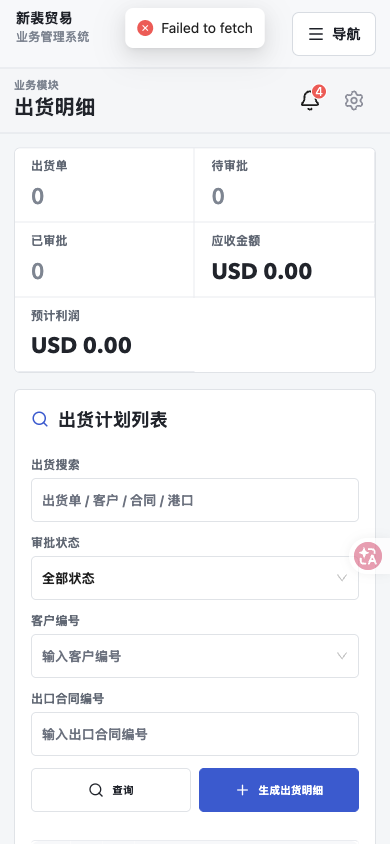 新装贸易
业务管理系统
Failed to fetch
导航
业务模块
出货明细
4
出货单
0
待审批
0
已审批
0
应收金额
USD 0.00
预计利润
USD 0.00
出货计划列表
出货搜索
出货单 / 客户 / 合同 / 港口
审批状态
全部状态
客户编号
输入客户编号
出口合同编号
输入出口合同编号
查询
生成出货明细